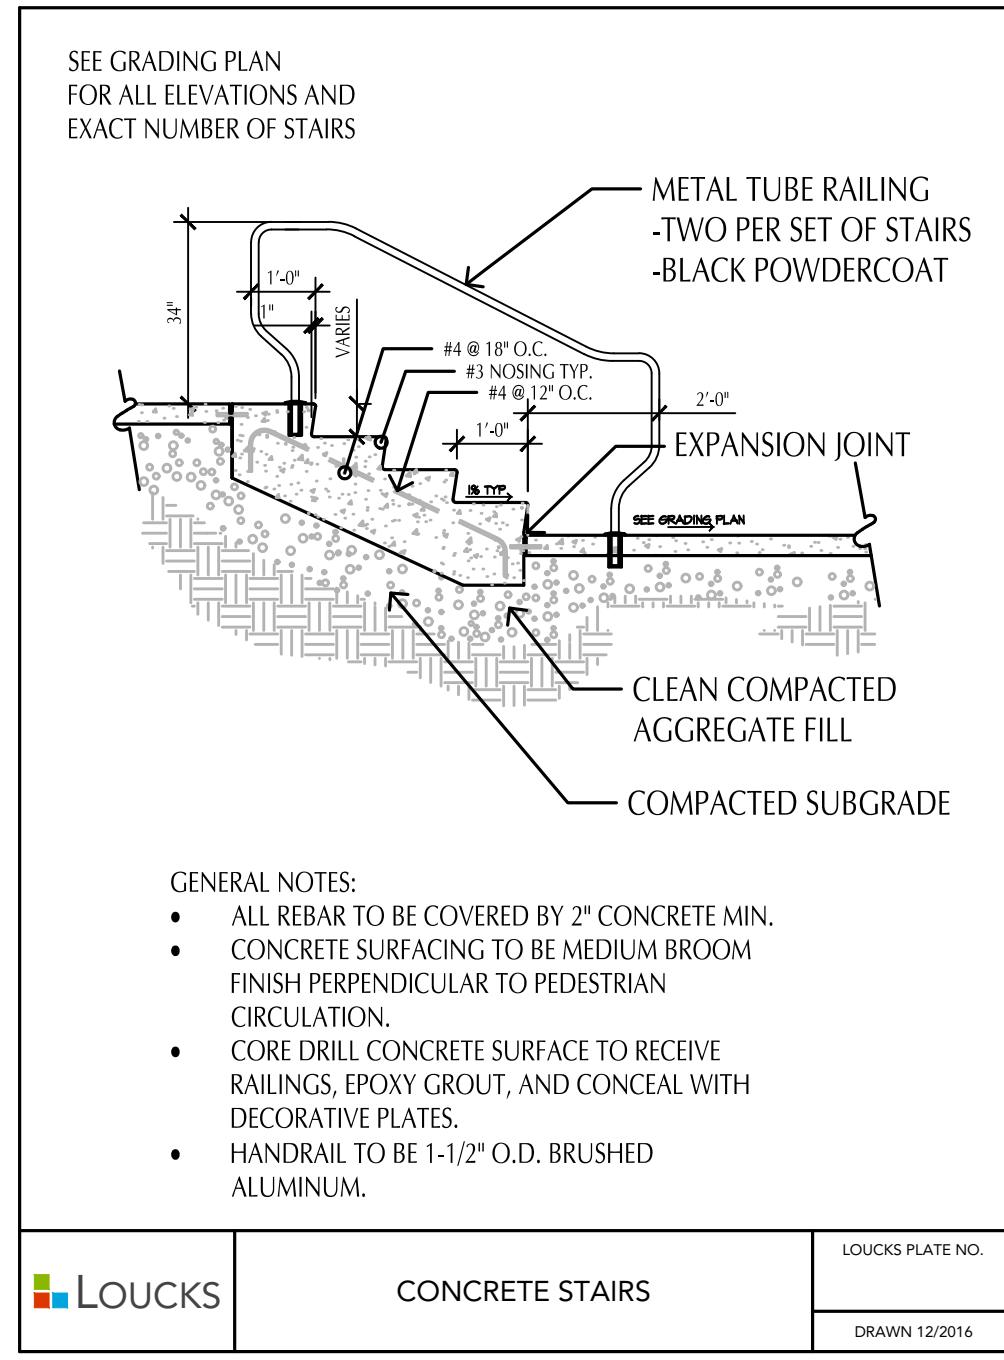 SEE GRADING PLAN
FOR ALL ELEVATIONS AND
EXACT NUMBER OF STAIRS
METAL TUBE RAILING
-TWO PER SET OF STAIRS
-BLACK POWDERCOAT
34"
1'-0"
1"
VARIES
#4 @ 18" O.C.
#3 NOSING TYP.
#4 @ 12" O.C.
2'-0"
1'-0"
EXPANSION JOINT
1% TYP.
SEE GRADING PLAN
CLEAN COMPACTED
AGGREGATE FILL
COMPACTED SUBGRADE
GENERAL NOTES:
• ALL REBAR TO BE COVERED BY 2" CONCRETE MIN.
• CONCRETE SURFACING TO BE MEDIUM BROOM
FINISH PERPENDICULAR TO PEDESTRIAN
CIRCULATION.
• CORE DRILL CONCRETE SURFACE TO RECEIVE
RAILINGS, EPOXY GROUT, AND CONCEAL WITH
DECORATIVE PLATES.
• HANDRAIL TO BE 1-1/2" O.D. BRUSHED
ALUMINUM.
LOUCKS
CONCRETE STAIRS
LOUCKS PLATE NO.
DRAWN 12/2016